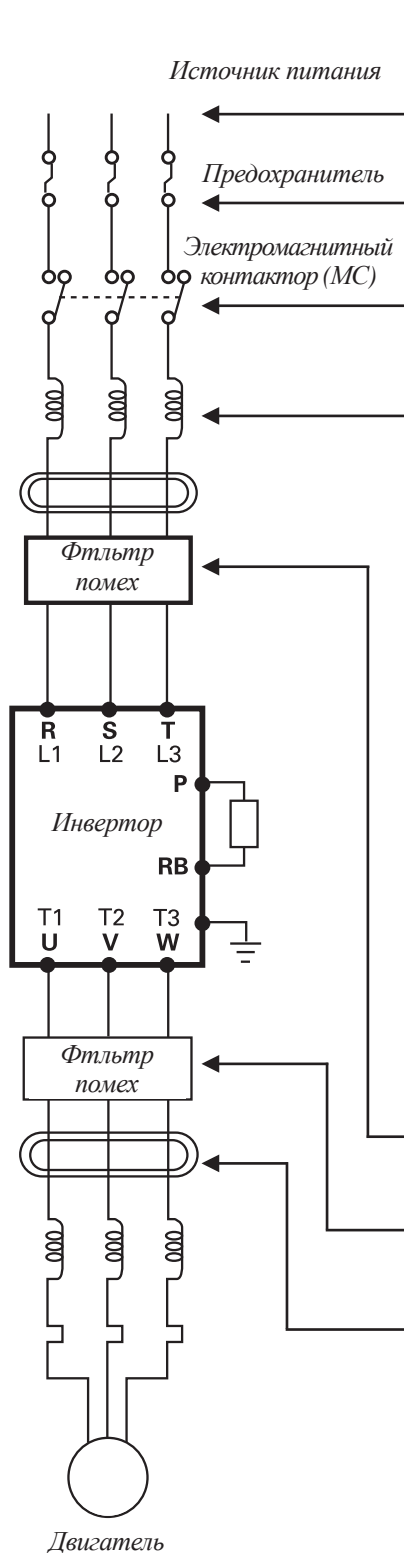 Источник питания
Предохранитель
Электромагнитный
контактор (МС)
Фтльтр
помех
R S T
L1 L2 L3
P
Инвертор
RB
T1 T2 T3
U V W
Фтльтр
помех
Двигатель